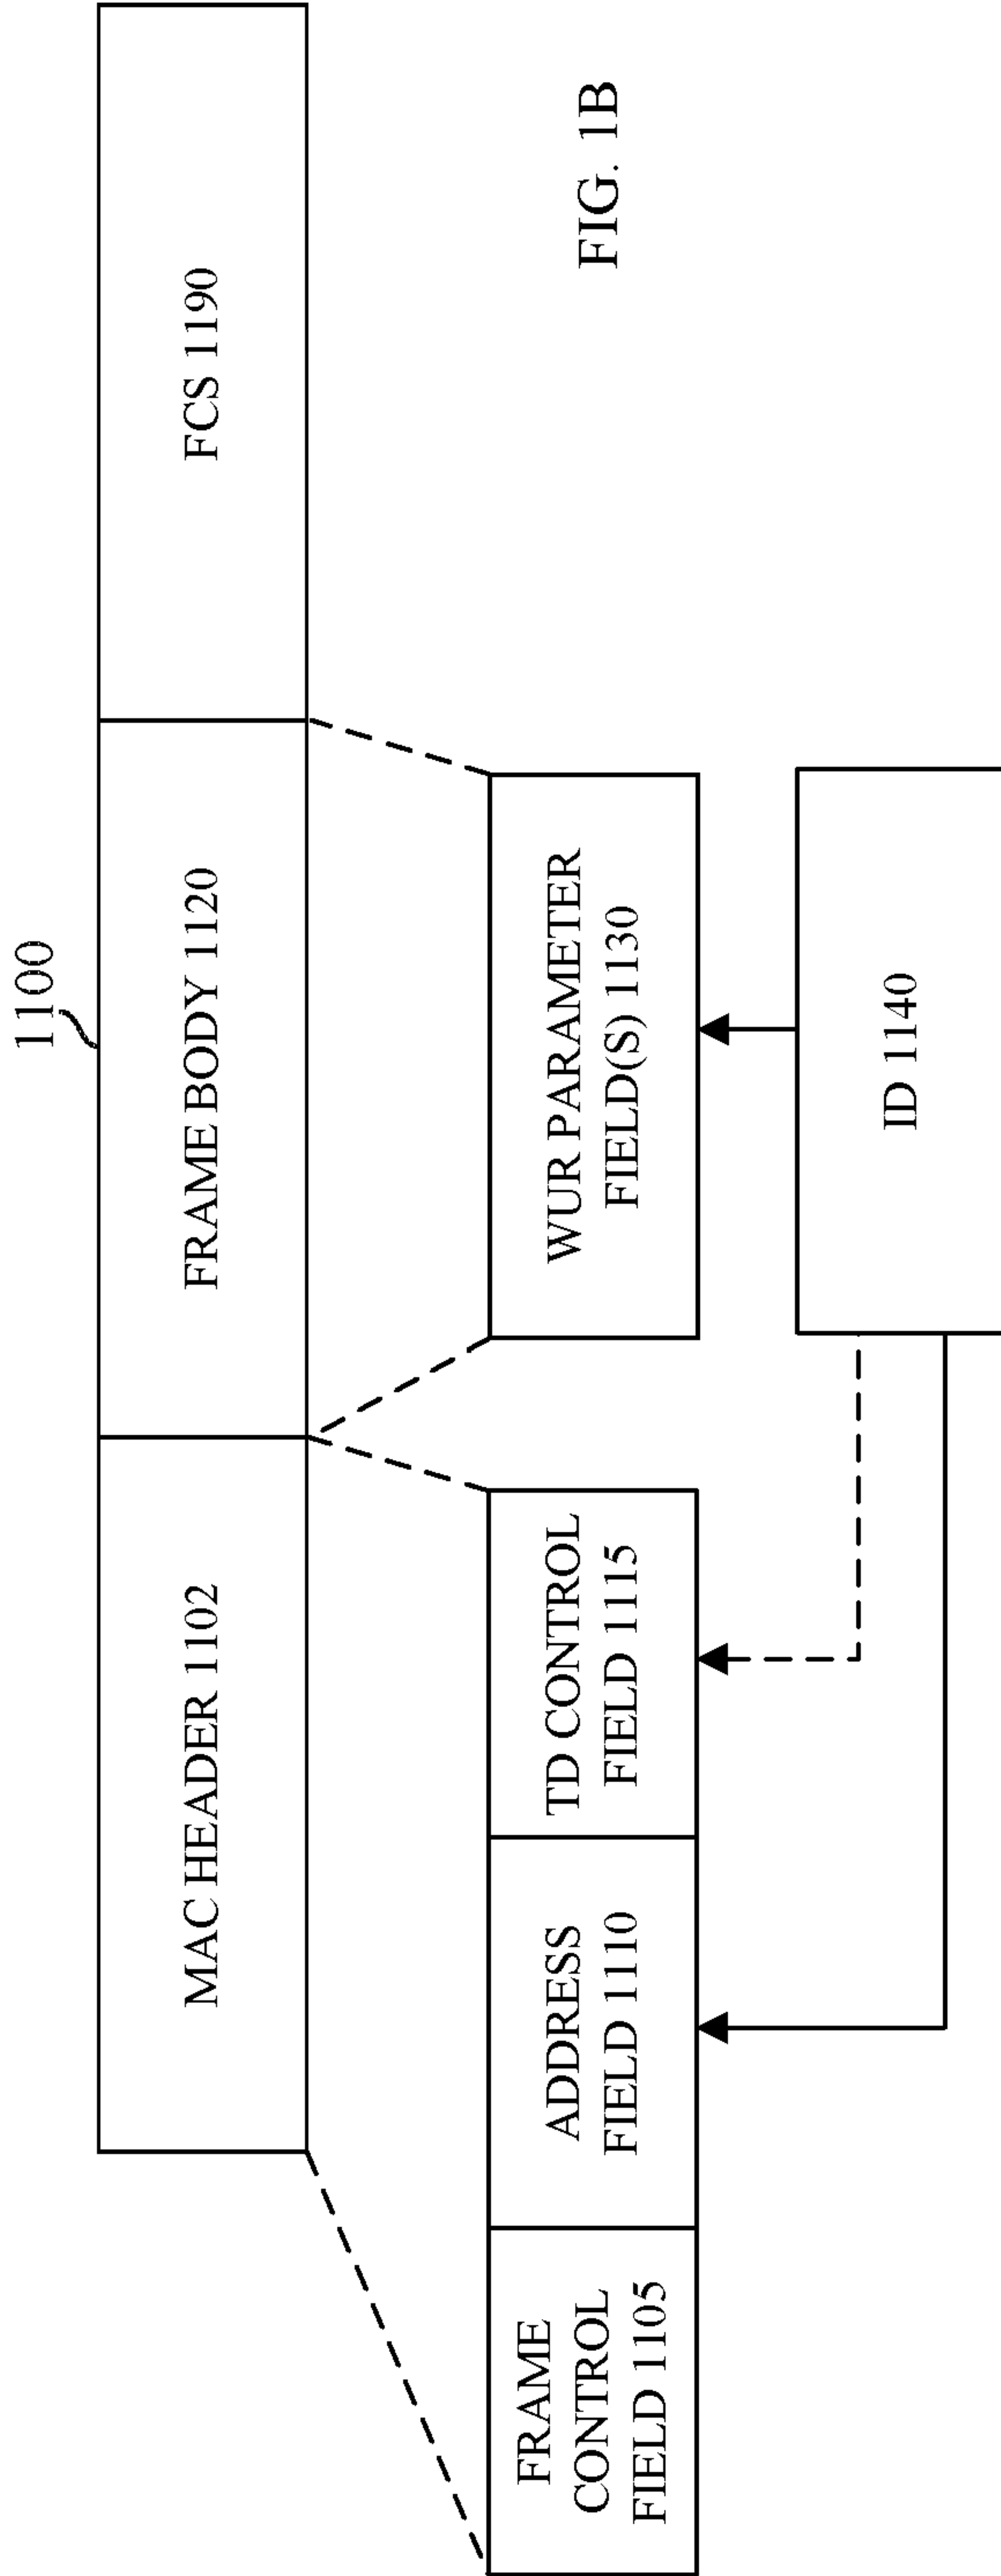 1100
MAC HEADER 1102
FRAME BODY 1120
FCS 1190
FRAME
CONTROL
FIELD 1105
ADDRESS
FIELD 1110
TD CONTROL
FIELD 1115
WUR PARAMETER
FIELD(S) 1130
ID 1140
FIG. 1B